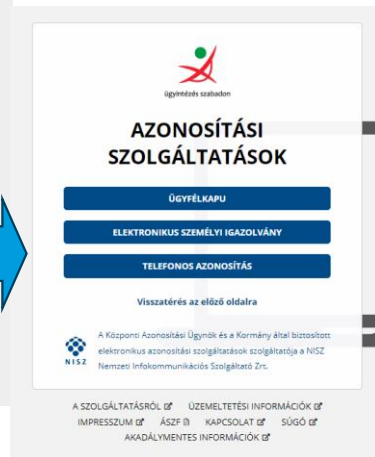 ügyintézés szabadon
AZONOSÍTÁSI
SZOLGÁLTATÁSOK
ÜGYFÉLKAPU
ELEKTRONIKUS SZEMÉLYI IGAZOLVÁNY
TELEFONOS AZONOSÍTÁS
Visszatérés az előző oldalra
A Központi Azonosítási Ügynök és a Kormány által biztosított
elektronikus azonosítási szolgáltatások szolgáltatója a NISZ
Nemzeti Infokommunikációs Szolgáltató Zrt.
NISZ
A SZOLGÁLTATÁSRÓL ÜZEMELTETÉSI INFORMÁCIÓK
IMPRESSZUM ÁSZF KAPCSOLAT SÚGÓ
AKADÁLYMENTES INFORMÁCIÓK